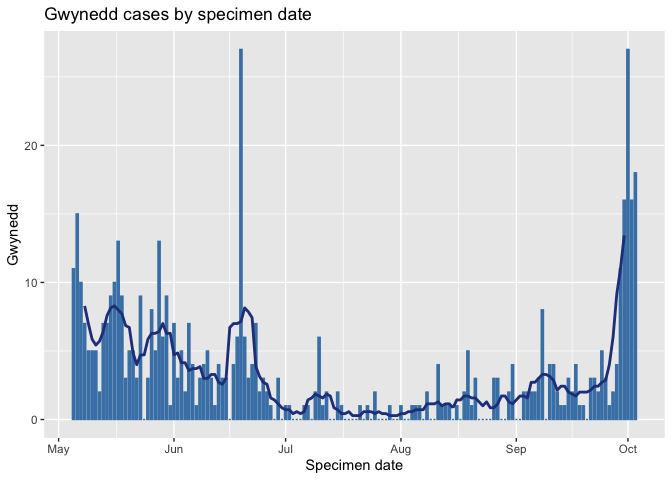 Gwynedd cases by specimen date
Gwynedd
20
10
0
May Jun Jul Aug Sep Oct
Specimen date